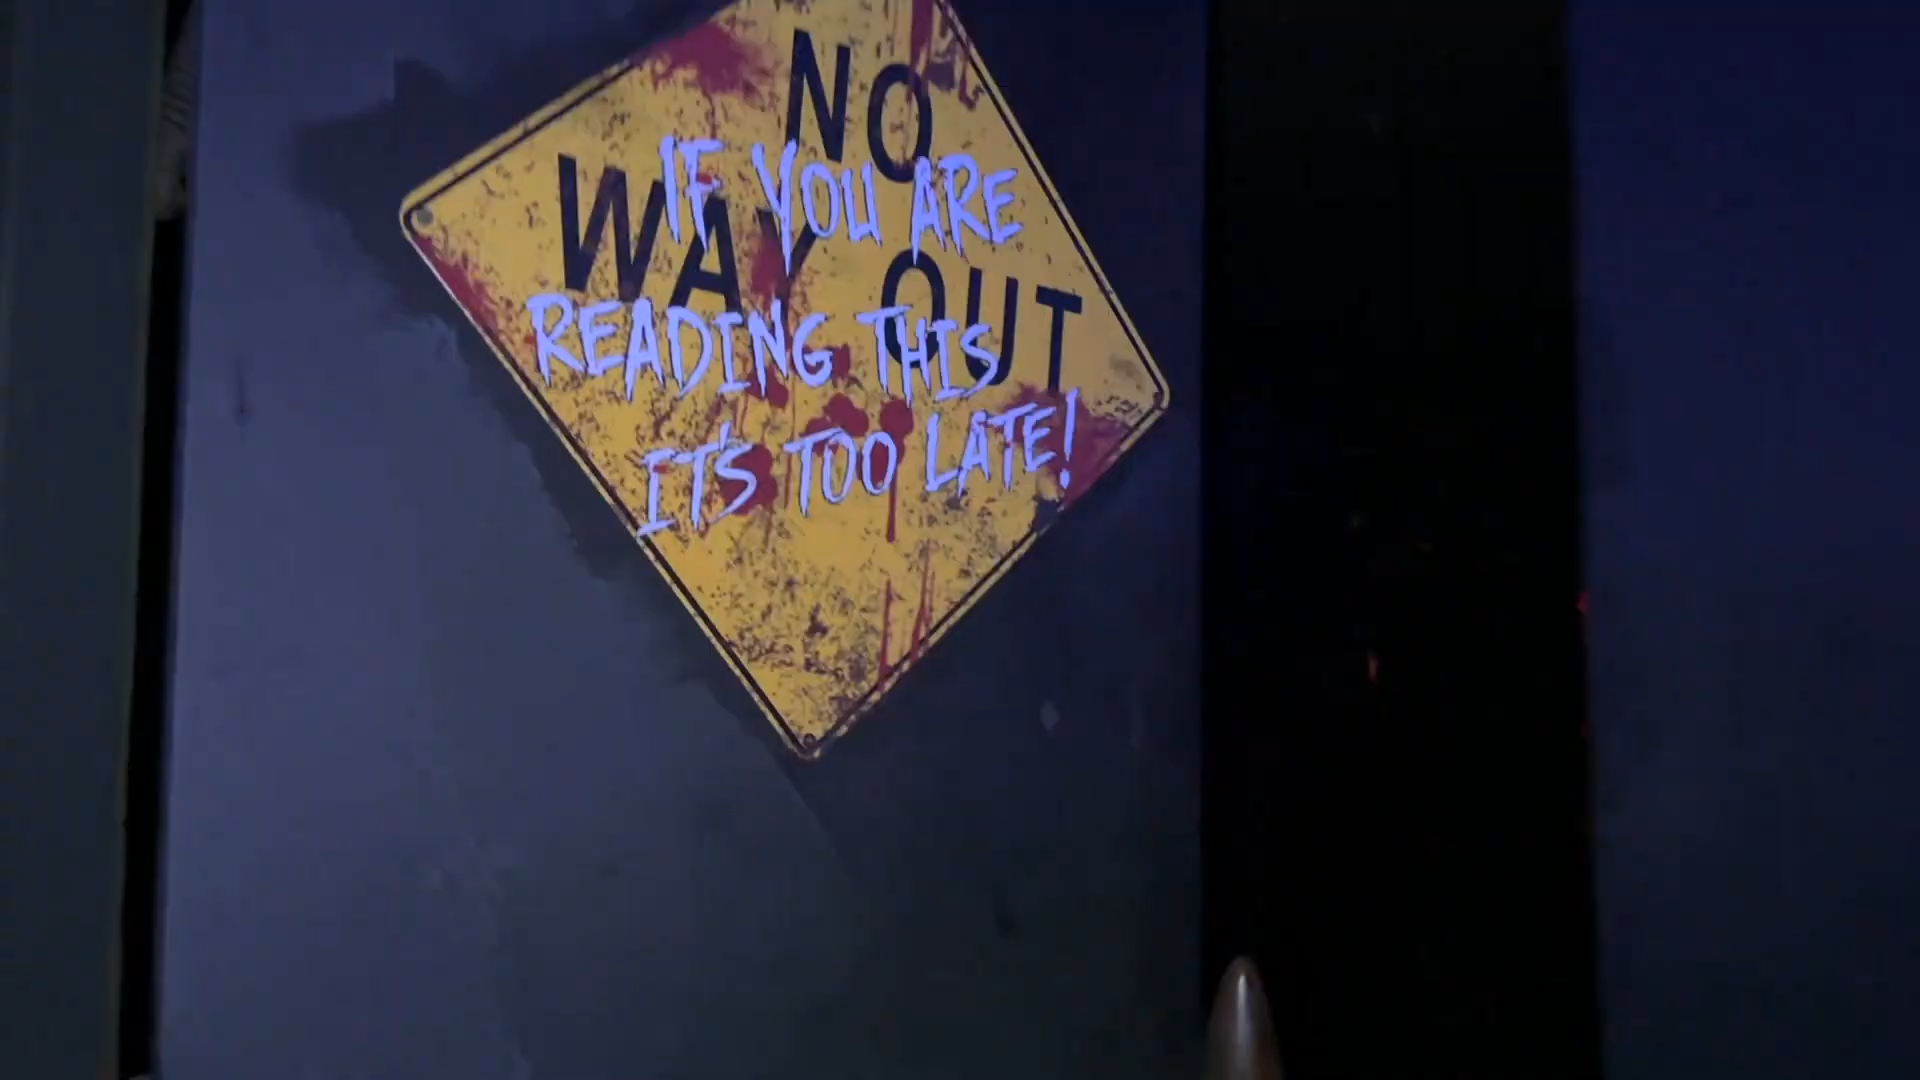 NO
WAY OUT
IF YOU ARE
READING THIS
IT'S TOO LATE!